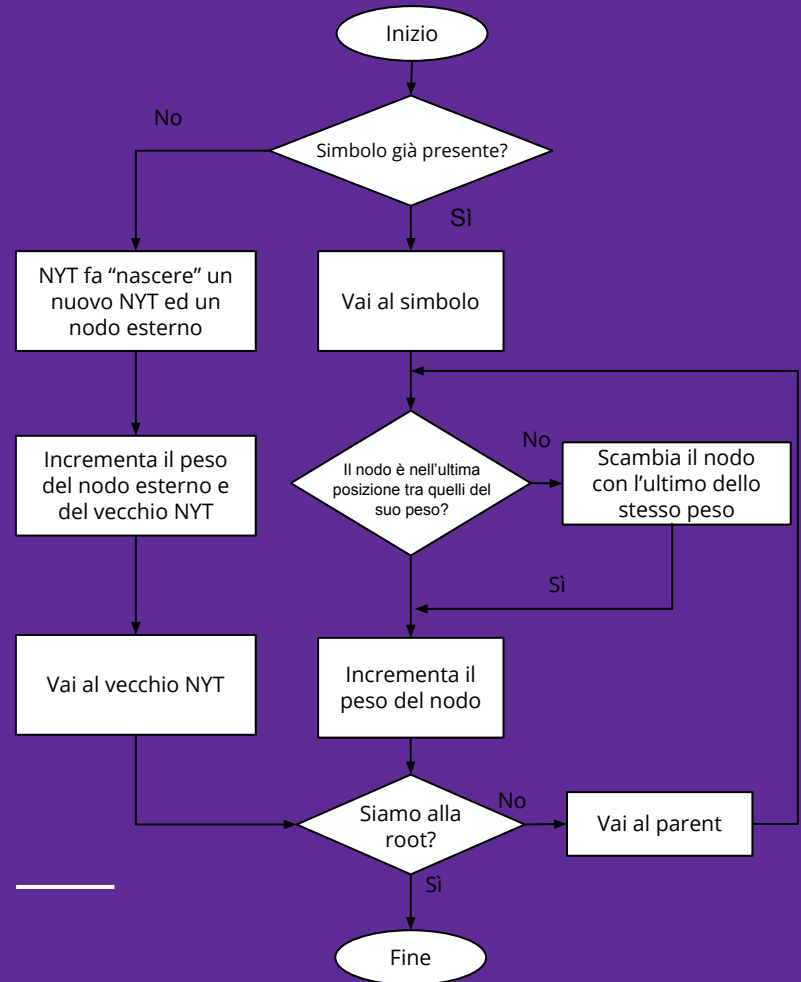 Inizio
No
Simbolo già presente?
Sì
NYT fa “nascere” un
nuovo NYT ed un
nodo esterno
Vai al simbolo
Incrementa il peso
del nodo esterno e
del vecchio NYT
Il nodo è nell’ultima
posizione tra quelli del
suo peso?
No
Scambia il nodo
con l’ultimo dello
stesso peso
Sì
Vai al vecchio NYT
Incrementa il
peso del nodo
Siamo alla
root?
No
Vai al parent
Sì
Fine